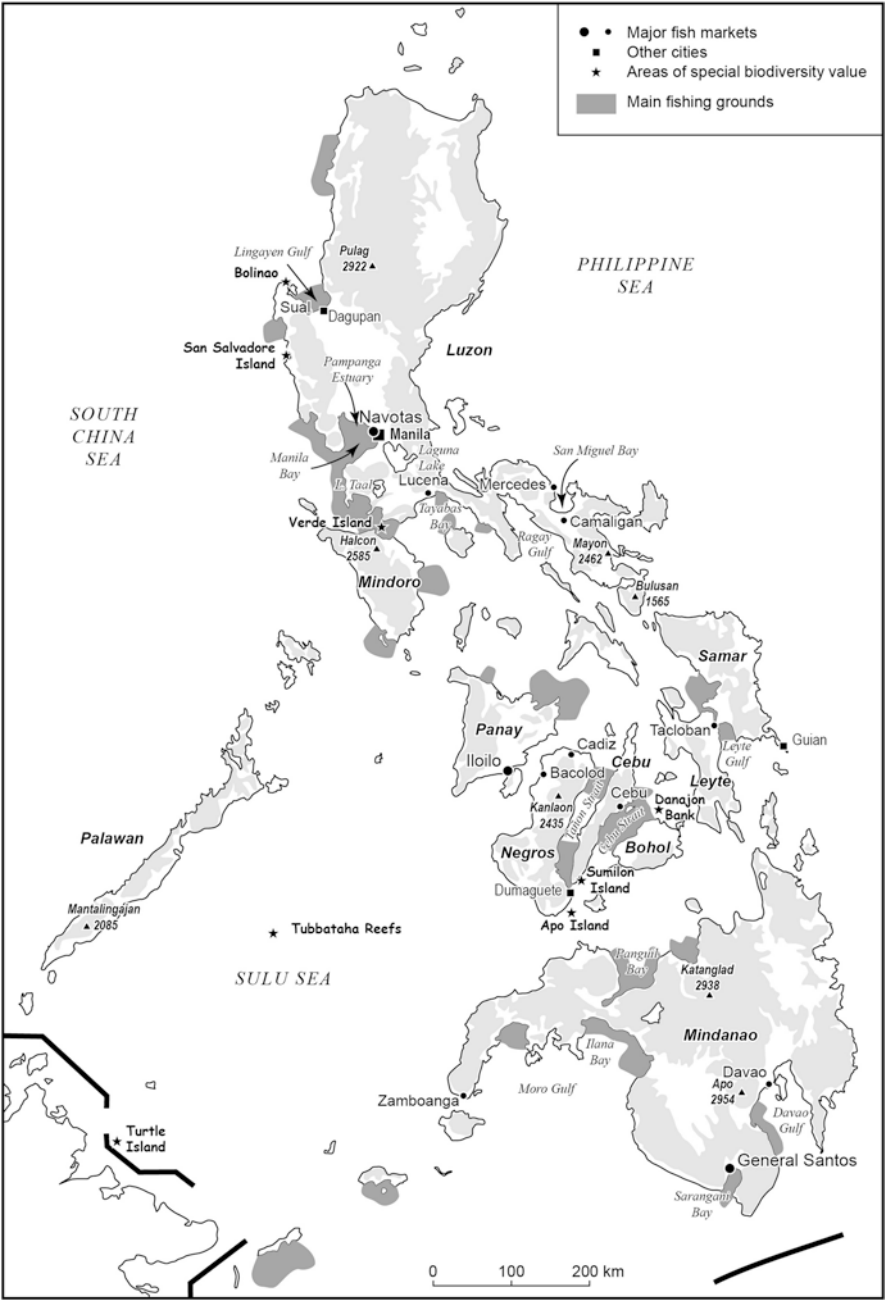 Major fish markets
Other cities
Areas of special biodiversity value
Main fishing grounds
Lingayen Gulf
Pulag
2922
Bolinao
PHILIPPINE
SEA
Sual
Dagupan
San Salvadore
Island
Luzon
Pampanga
Estuary
SOUTH
CHINA
SEA
Navotas
Manila
Manila
Bay
Laguna
Lake
San Miguel Bay
L. Taal
Lucena
Mercedes
Tayabas
Bay
Verde Island
Camaligan
Ragay
Gulf
Halcon
2585
Mayon
2462
Mindoro
Bulusan
1565
Samar
Panay
Tacloban
Guian
Cadiz
Leyte
Gulf
Iloilo
Bacolod
Cebu
Leyte
Kanlaon
2435
Tanon Strait
Cebu
Danajon
Bank
Cebu Strait
Palawan
Negros
Bohol
Sumilon
Island
Dumaguete
Mantalingajan
2085
Apo Island
Tubbataha Reefs
Panguil
Bay
Katanglad
2938
SULU SEA
Mindanao
Ilana
Bay
Moro Gulf
Davao
Apo
2954
Zamboanga
Davao
Gulf
Turtle
Island
General Santos
Sarangani
Bay
0 100 200 km